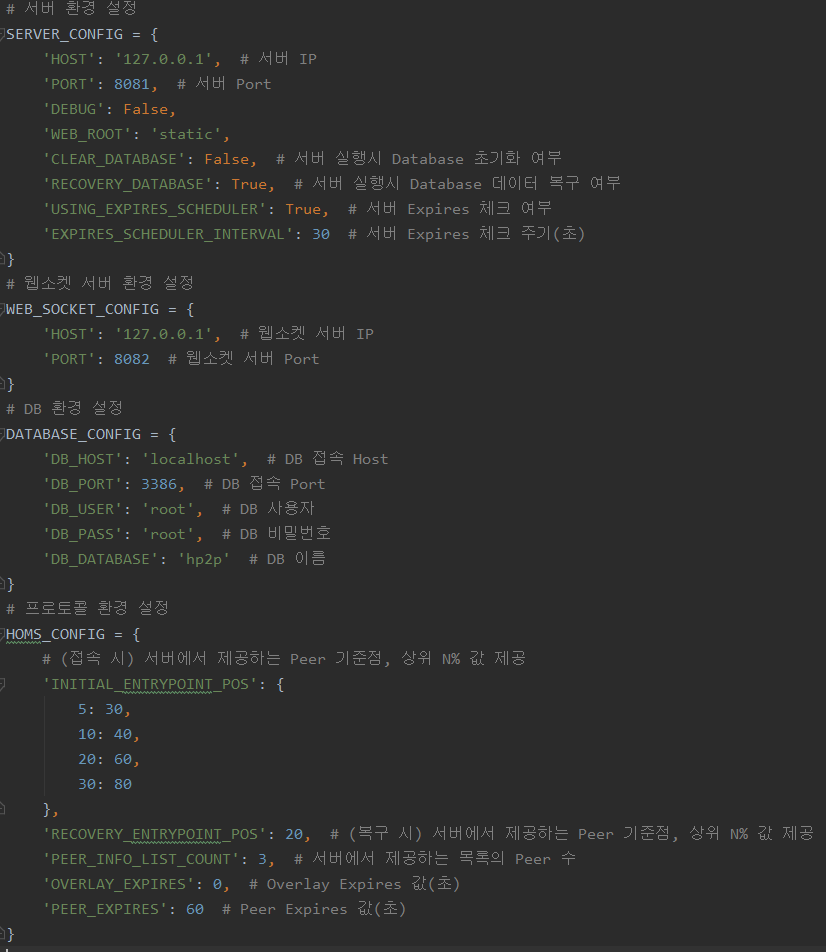 # 서버 환경 설정
SERVER_CONFIG = {
    'HOST': '127.0.0.1',  # 서버 IP
    'PORT': 8081,  # 서버 Port
    'DEBUG': False,
    'WEB_ROOT': 'static',
    'CLEAR_DATABASE': False,  # 서버 실행시 Database 초기화 여부
    'RECOVERY_DATABASE': True,  # 서버 실행시 Database 데이터 복구 여부
    'USING_EXPIRES_SCHEDULER': True,  # 서버 Expires 체크 여부
    'EXPIRES_SCHEDULER_INTERVAL': 30  # 서버 Expires 체크 주기(초)
}
# 웹소켓 서버 환경 설정
WEB_SOCKET_CONFIG = {
    'HOST': '127.0.0.1',  # 웹소켓 서버 IP
    'PORT': 8082  # 웹소켓 서버 Port
}
# DB 환경 설정
DATABASE_CONFIG = {
    'DB_HOST': 'localhost',  # DB 접속 Host
    'DB_PORT': 3386,  # DB 접속 Port
    'DB_USER': 'root',  # DB 사용자
    'DB_PASS': 'root',  # DB 비밀번호
    'DB_DATABASE': 'hp2p'  # DB 이름
}
# 프로토콜 환경 설정
HOMS_CONFIG = {
    # (접속 시) 서버에서 제공하는 Peer 기준점, 상위 N% 값 제공
    'INITIAL_ENTRYPOINT_POS': {
        5: 30,
        10: 40,
        20: 60,
        30: 80
    },
    'RECOVERY_ENTRYPOINT_POS': 20,  # (복구 시) 서버에서 제공하는 Peer 기준점, 상위 N% 값 제공
    'PEER_INFO_LIST_COUNT': 3,  # 서버에서 제공하는 목록의 Peer 수
    'OVERLAY_EXPIRES': 0,  # Overlay Expires 값(초)
    'PEER_EXPIRES': 60  # Peer Expires 값(초)
}